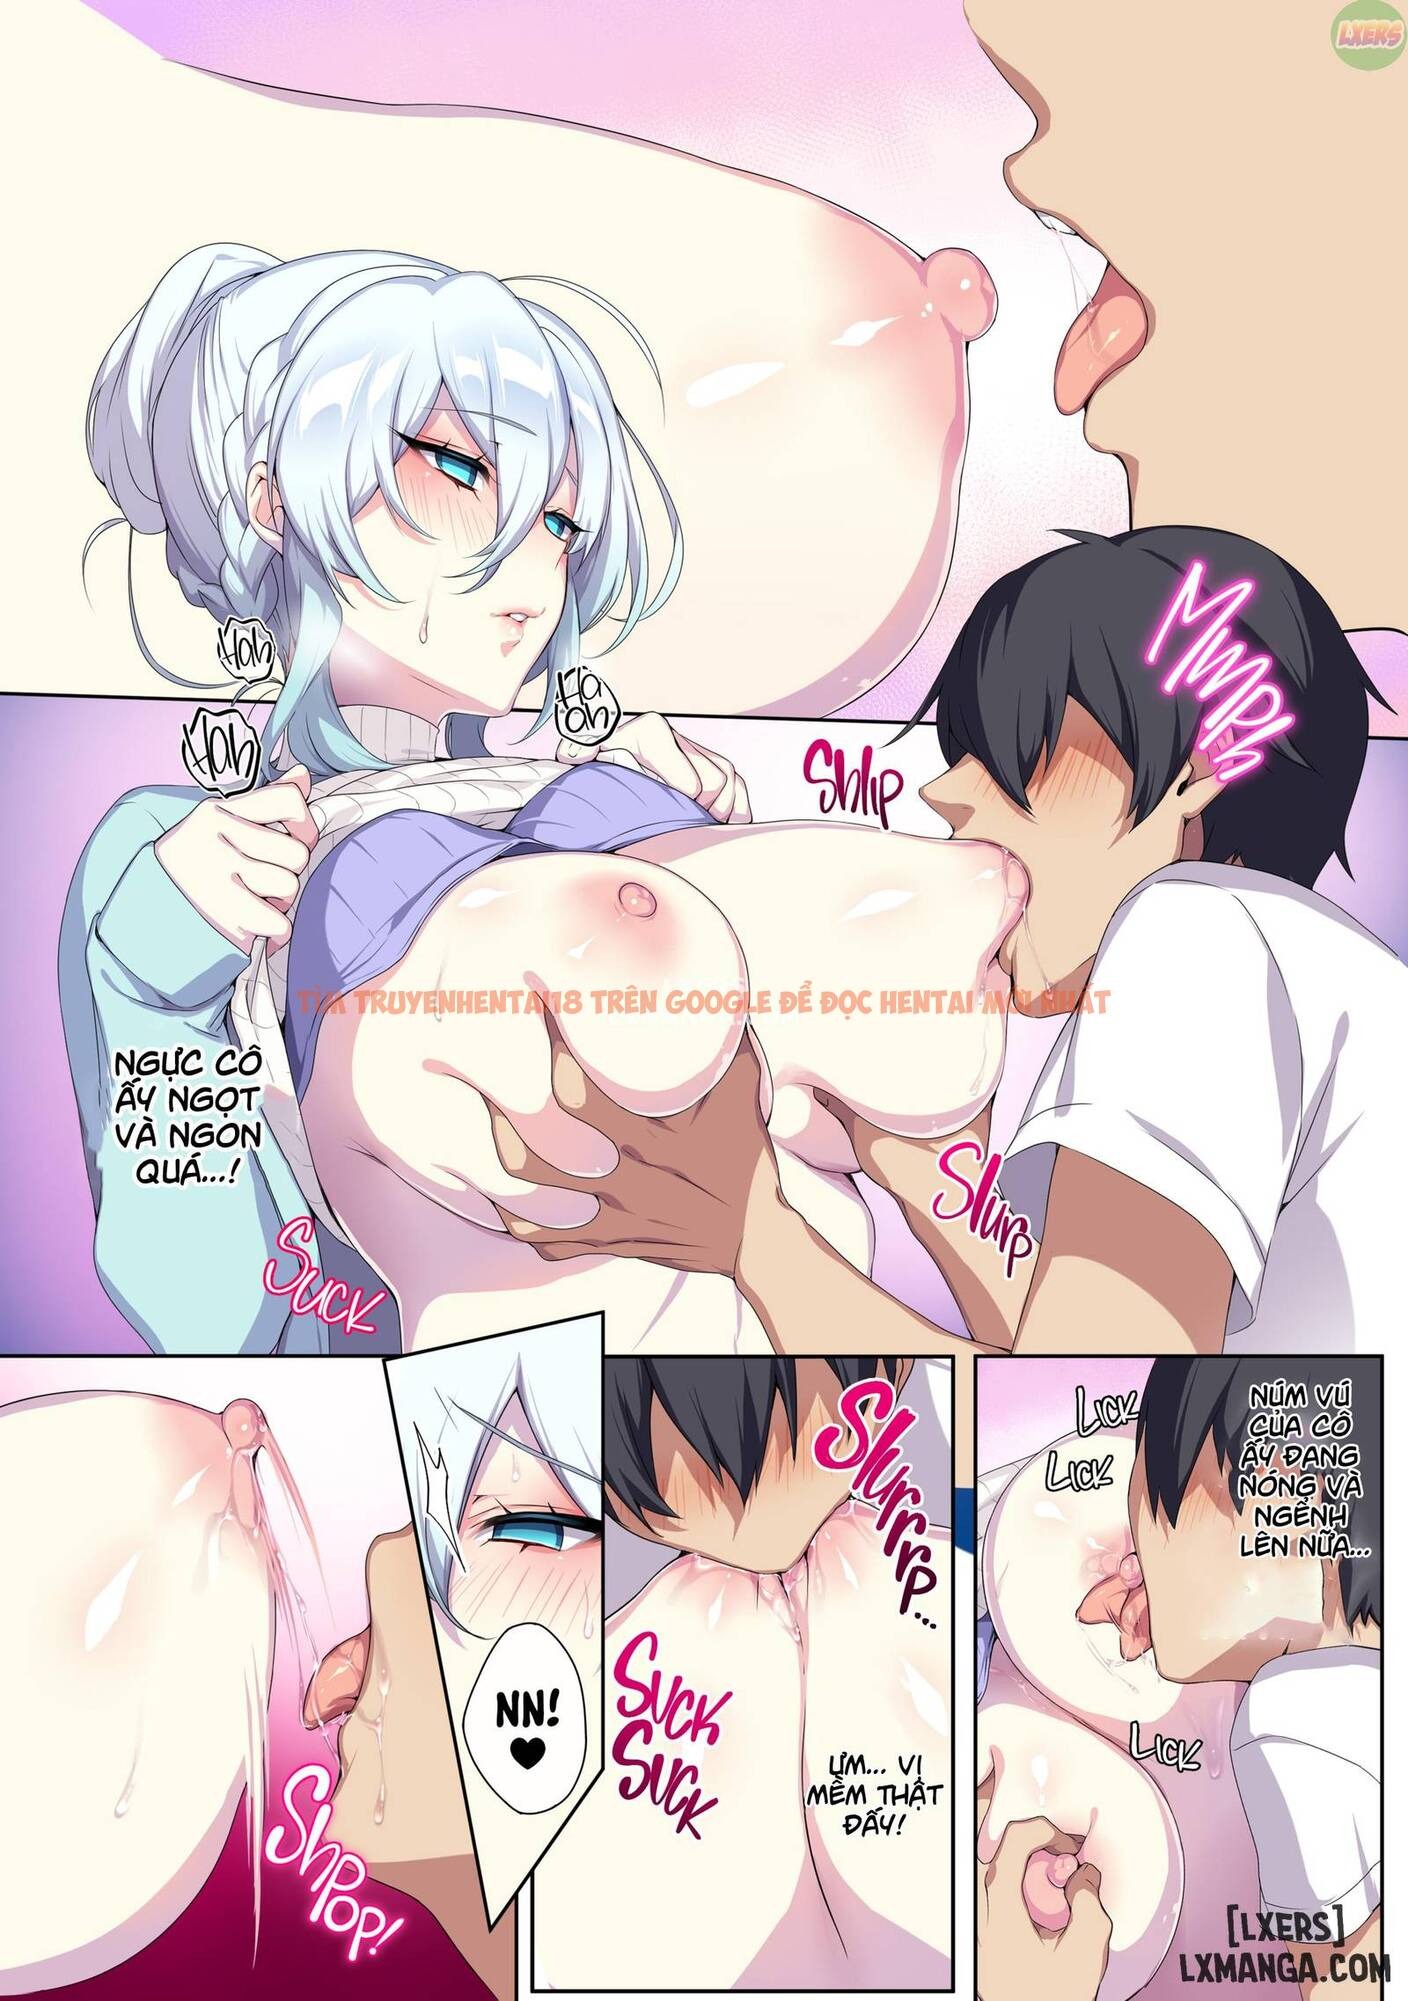 LXERS
MWPH
Hah
Hah
Hà
ah
Shlip
TÌM TRUYENHENTAI18 TRÊN GOOGLE ĐỂ ĐỌC HENTAI MỚI NHẤT
NGỰC CÔ
ẤY NGỌT
VÀ NGON
QUÁ...!
Slurp
SUCK
LICK
LICK
NÚM VÚ
CỦA CÔ
ẤY ĐANG
NÓNG VÀ
NGỂNH
LÊN NỮA...
Slurrrp...
NN!
♥
SUCK
SUCK
LICK
ƯM... VỊ
MỀM THẬT
ĐẤY!
ShPOP!
[LXERS]
LXMANGA.COM